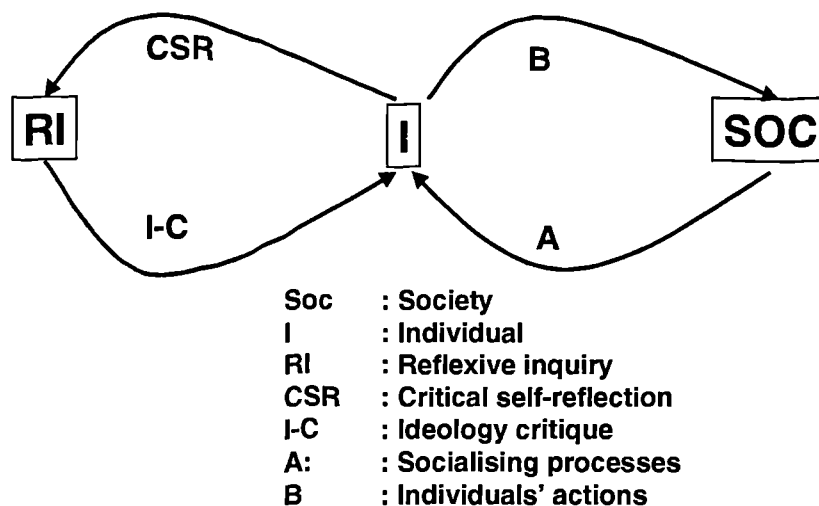 CSR
B
RI
I
SOC
I-C
A
Soc : Society
I : Individual
RI : Reflexive inquiry
CSR : Critical self-reflection
I-C : Ideology critique
A: : Socialising processes
B : Individuals' actions